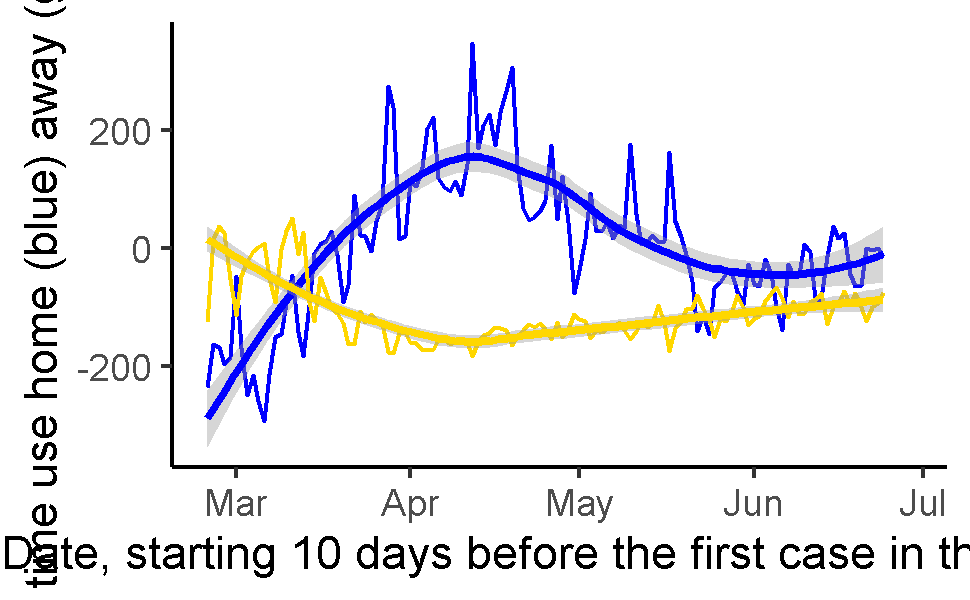 time use home (blue) away (
200
0
-200
Mar Apr May Jun Jul
Date, starting 10 days before the first case in th